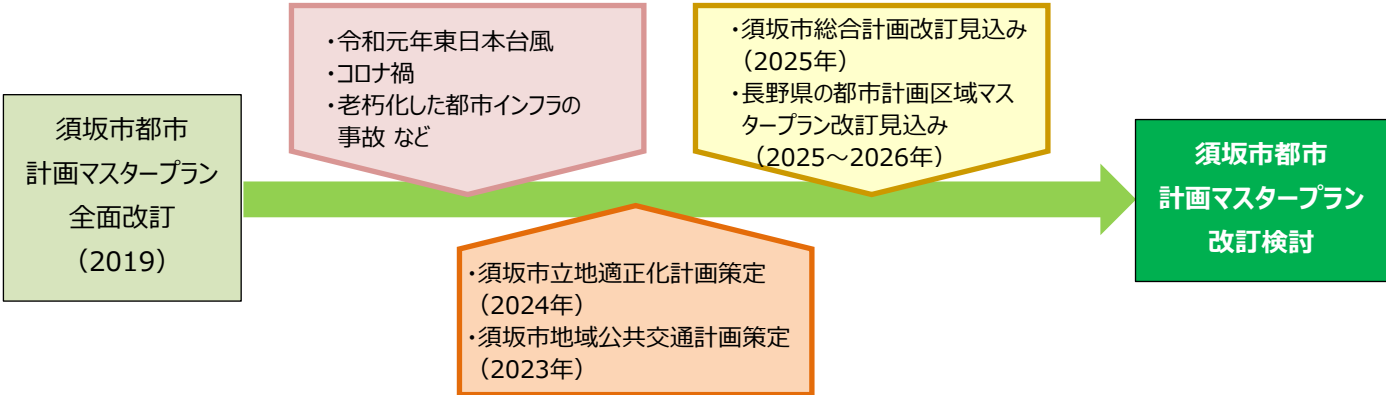 須坂市都市
計画マスタープラン
全面改訂
（2019）
・令和元年東日本台風
・コロナ禍
・老朽化した都市インフラの
事故 など
・須坂市総合計画改訂見込み
（2025年）
・長野県の都市計画区域マス
タープラン改訂見込み
（2025～2026年）
・須坂市立地適正化計画策定
（2024年）
・須坂市地域公共交通計画策定
（2023年）
須坂市都市
計画マスタープラン
改訂検討